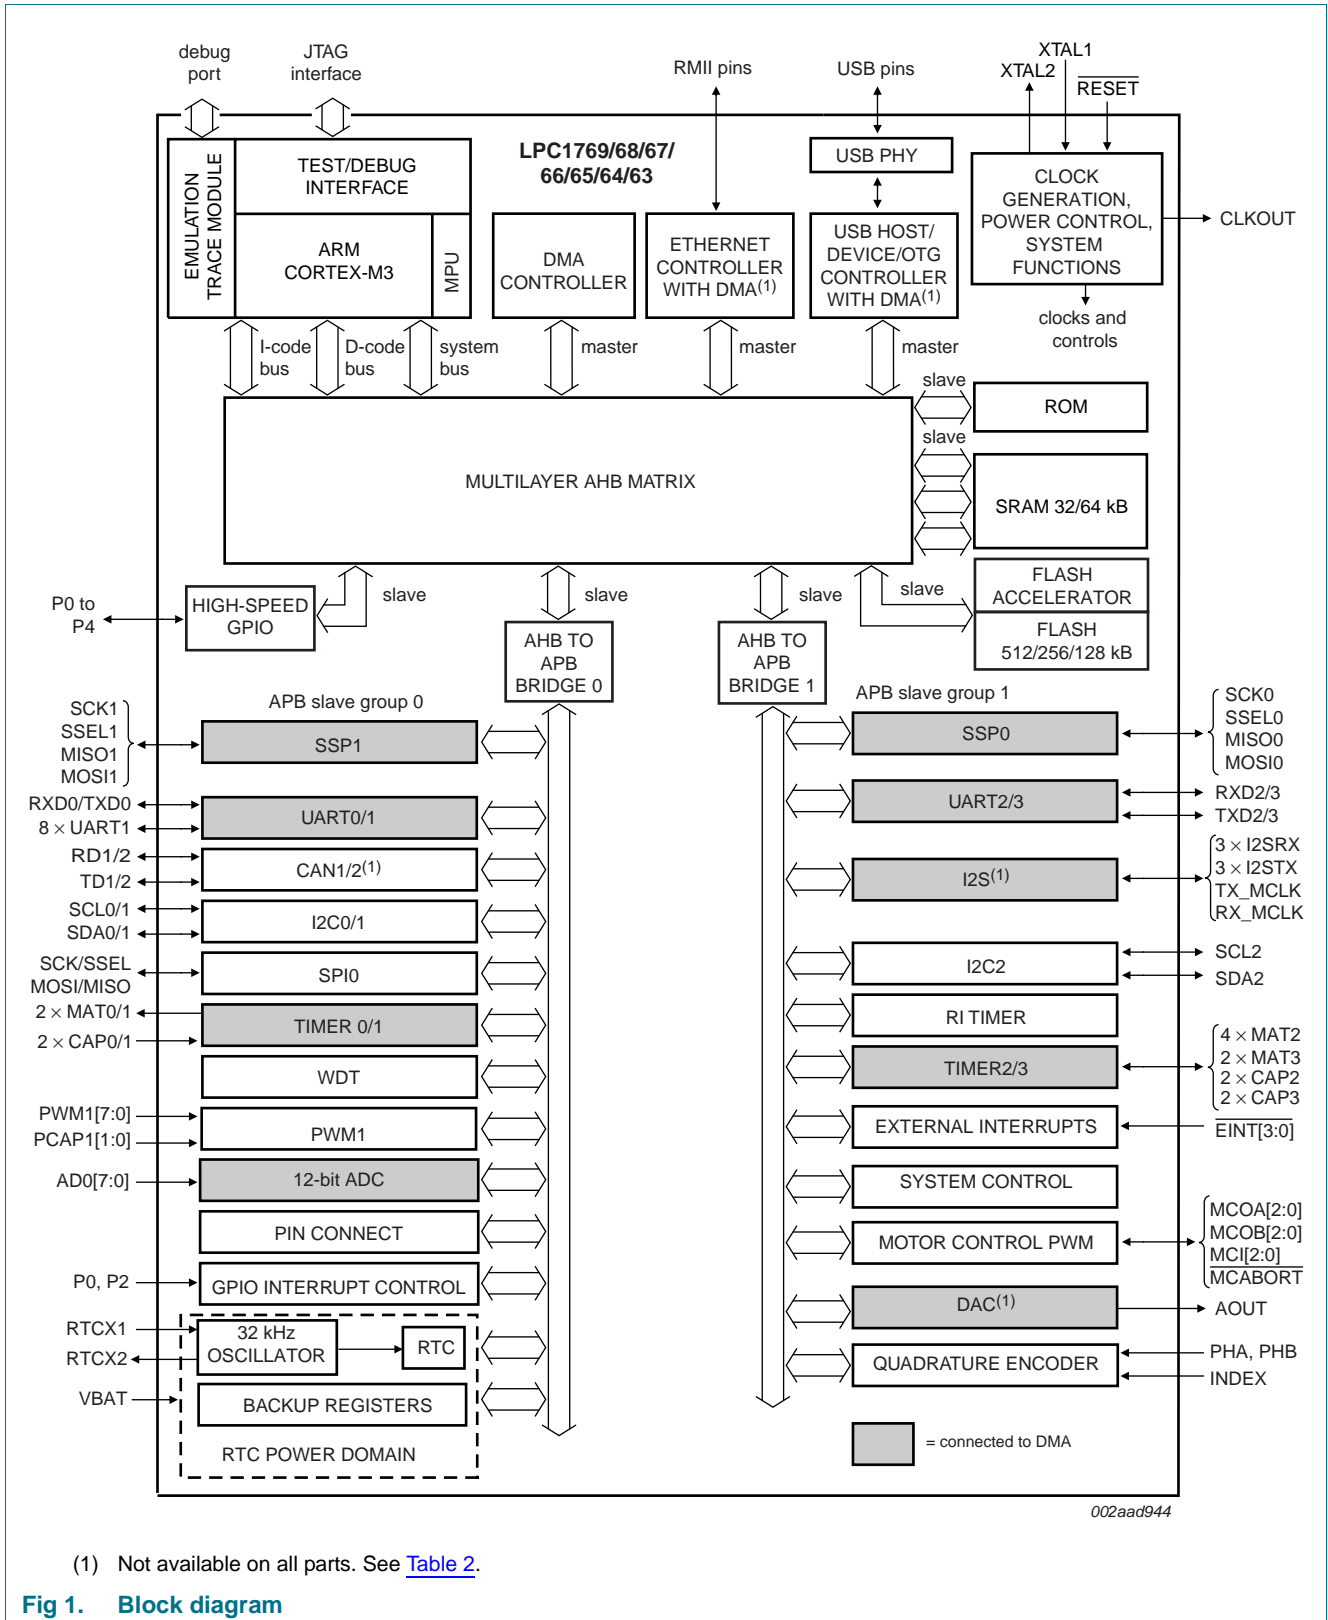 debug
port
JTAG
interface
RMII pins
USB pins
XTAL1
XTAL2
RESET
EMULATION
TRACE MODULE
TEST/DEBUG
INTERFACE
ARM
CORTEX-M3
MPU
LPC1769/68/67/
66/65/64/63
DMA
CONTROLLER
ETHERNET
CONTROLLER
WITH DMA(1)
USB PHY
USB HOST/
DEVICE/OTG
CONTROLLER
WITH DMA(1)
CLOCK
GENERATION,
POWER CONTROL,
SYSTEM
FUNCTIONS
CLKOUT
clocks and
controls
I-code
bus
D-code
bus
system
bus
master
master
master
slave
ROM
slave
MULTILAYER AHB MATRIX
SRAM 32/64 kB
P0 to
P4
HIGH-SPEED
GPIO
slave
slave
slave
slave
FLASH
ACCELERATOR
FLASH
512/256/128 kB
AHB TO
APB
BRIDGE 0
AHB TO
APB
BRIDGE 1
APB slave group 0
SCK1
SSEL1
MISO1
MOSI1
SSP1
RXD0/TXD0
8 × UART1
UART0/1
RD1/2
TD1/2
CAN1/2(1)
SCL0/1
SDA0/1
I2C0/1
SCK/SSEL
MOSI/MISO
SPI0
2 × MAT0/1
2 × CAP0/1
TIMER 0/1
WDT
PWM1[7:0]
PCAP1[1:0]
PWM1
AD0[7:0]
12-bit ADC
PIN CONNECT
P0, P2
GPIO INTERRUPT CONTROL
RTCX1
RTCX2
32 kHz
OSCILLATOR
RTC
VBAT
BACKUP REGISTERS
RTC POWER DOMAIN
APB slave group 1
SSP0
SCK0
SSEL0
MISO0
MOSI0
UART2/3
RXD2/3
TXD2/3
I2S(1)
3 × I2SRX
3 × I2STX
TX_MCLK
RX_MCLK
I2C2
SCL2
SDA2
RI TIMER
TIMER2/3
4 × MAT2
2 × MAT3
2 × CAP2
2 × CAP3
EXTERNAL INTERRUPTS
EINT[3:0]
SYSTEM CONTROL
MOTOR CONTROL PWM
MCOA[2:0]
MCOB[2:0]
MCI[2:0]
MCABORT
DAC(1)
AOUT
QUADRATURE ENCODER
PHA, PHB
INDEX
= connected to DMA
002aad944
(1) Not available on all parts. See Table 2.
Fig 1. Block diagram